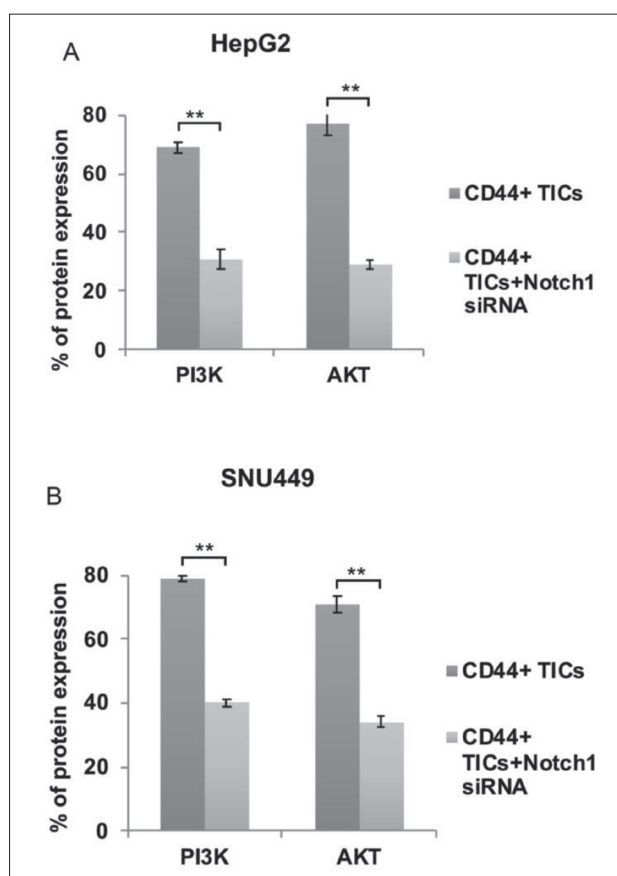 A
HepG2
% of protein expression
80
60
40
20
0
**
**
PI3K
AKT
CD44+ TICs
CD44+
TICs+Notch1
siRNA
B
SNU449
% of protein expression
80
60
40
20
0
**
**
PI3K
AKT
CD44+ TICs
CD44+
TICs+Notch1
siRNA